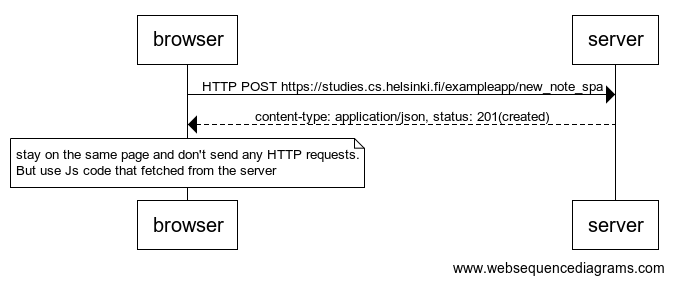 browser
server
HTTP POST https://studies.cs.helsinki.fi/exampleapp/new_note_spa
content-type: application/json, status: 201(created)
stay on the same page and don't send any HTTP requests.
But use Js code that fetched from the server
browser
server
www.websequencediagrams.com